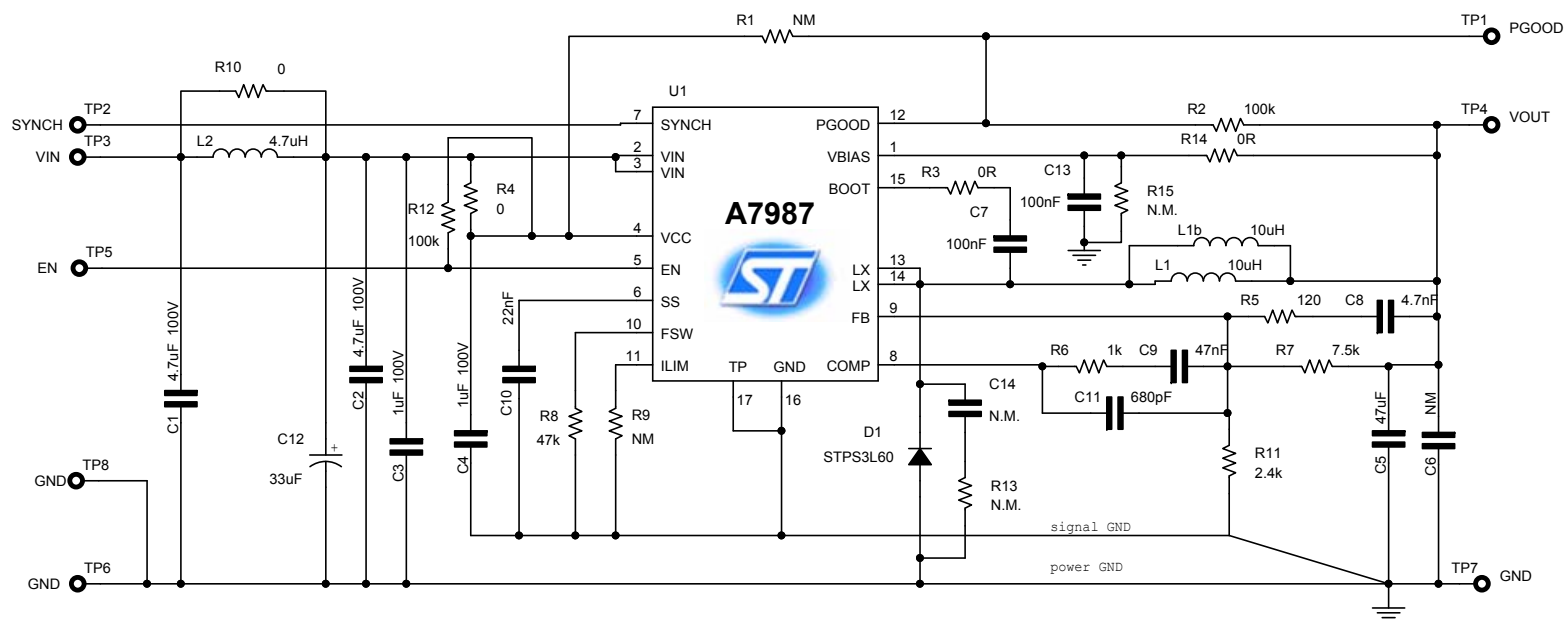 R1 NM
TP1
PGOOD
R10 0
U1
TP2
SYNCH
7 SYNCH
PGOOD 12
R2 100k
TP4
VOUT
TP3
VIN
L2 4.7uH
2 VIN
3 VIN
VBIAS 1
R14 0R
BOOT 15
R3 0R
C7
100nF
C13
100nF
R15
N.M.
R12
100k
R4
0
A7987
ST
4 VCC
L1b 10uH
TP5
EN
5 EN
LX 13
LX 14
L1 10uH
6 SS
22nF
C10
FB 9
R5 120
C8 4.7nF
10 FSW
11 ILIM
TP
GND
17
16
COMP 8
R6 1k
C9 47nF
R7 7.5k
C11 680pF
C1 4.7uF 100V
C2 4.7uF 100V
C3 1uF 100V
C4 1uF 100V
R8
47k
R9
NM
C14
N.M.
D1
STPS3L60
C5 47uF
C6 NM
C12
+
33uF
R11
2.4k
R13
N.M.
TP8
GND
signal GND
TP6
GND
power GND
TP7
GND